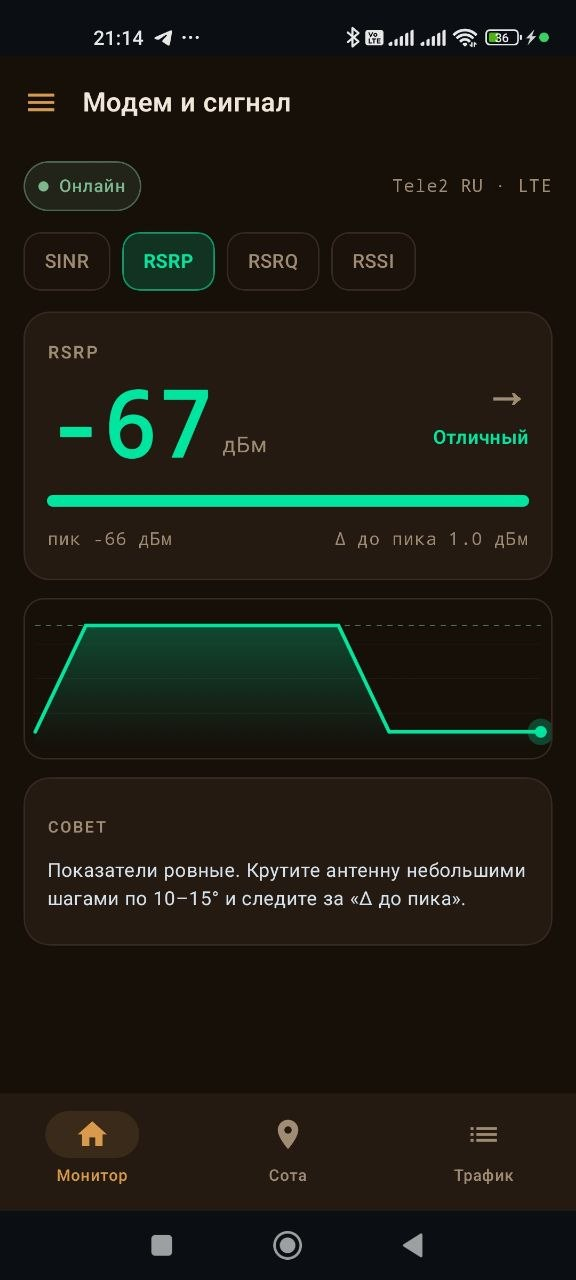 21:14
Vo LTE
36
Модем и сигнал
Онлайн
Tele2 RU · LTE
SINR RSRP RSRQ RSSI
RSRP
-67 дБм
→
Отличный
пик -66 дБм Δ до пика 1.0 дБм
СОВЕТ
Показатели ровные. Крутите антенну небольшими
шагами по 10–15° и следите за «Δ до пика».
Монитор Сота Трафик